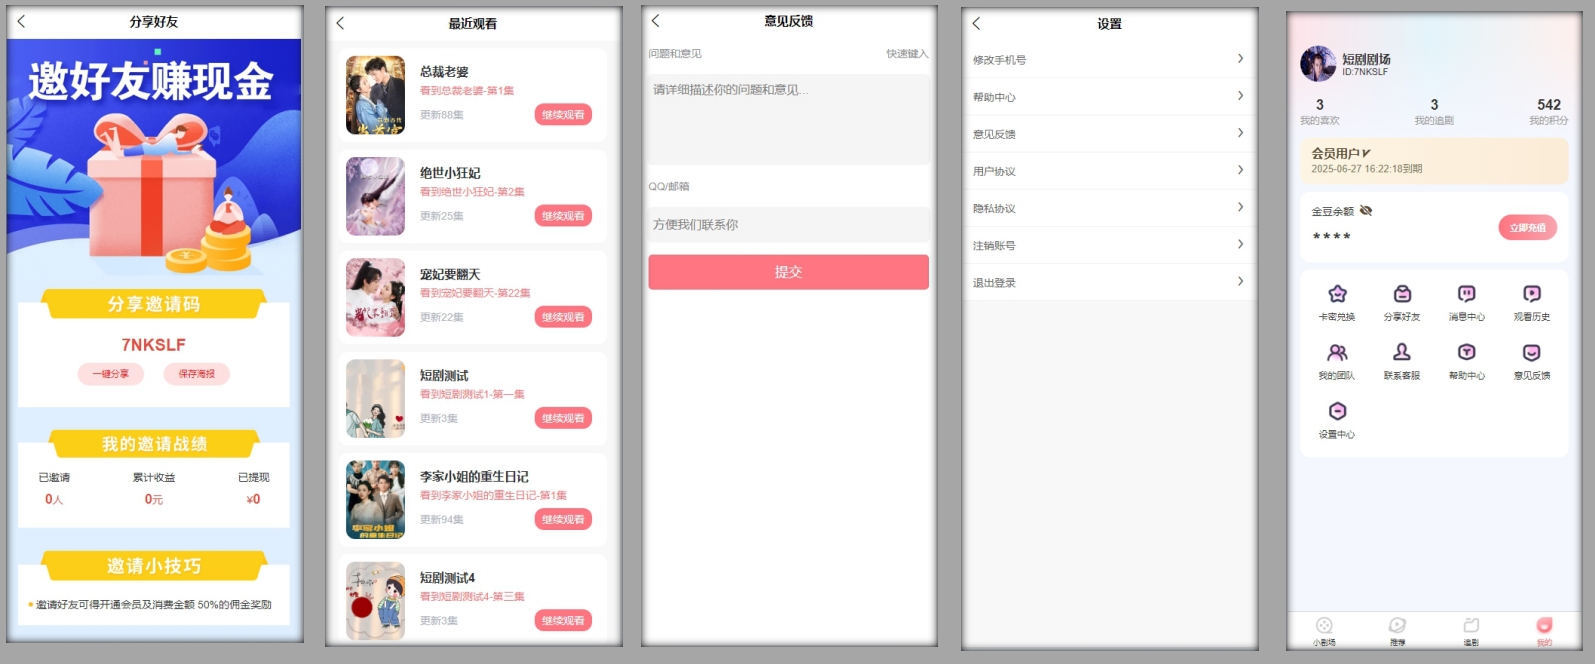 分享好友
邀好友赚现金
分享邀请码
7NKSLF
一键分享
保存海报
我的邀请战绩
已邀请
累计收益
已提现
0人
0元
¥0
邀请小技巧
邀请好友可得开通会员及消费金额 50%的佣金奖励
最近观看
总裁老婆
看到总裁老婆-第1集
更新88集
继续观看
绝世小狂妃
看到绝世小狂妃-第2集
更新25集
继续观看
宠妃要翻天
看到宠妃要翻天-第22集
更新22集
继续观看
短剧测试
看到短剧测试1-第一集
更新3集
继续观看
李家小姐的重生日记
看到李家小姐的重生日记-第1集
更新94集
继续观看
李家小姐
的重生日记
短剧测试4
看到短剧测试4-第三集
更新3集
继续观看
意见反馈
问题和意见
快速键入
请详细描述你的问题和意见...
QQ/邮箱
方便我们联系你
提交
设置
修改手机号
帮助中心
意见反馈
用户协议
隐私协议
注销账号
退出登录
短剧剧场
ID:7NKSLF
3
3
542
我的喜欢
我的追剧
我的积分
会员用户
2025-06-27 16:22:18到期
金豆余额
****
立即充值
卡密兑换
分享好友
消息中心
观看历史
我的团队
联系客服
帮助中心
意见反馈
设置中心
小剧场
推荐
追剧
我的